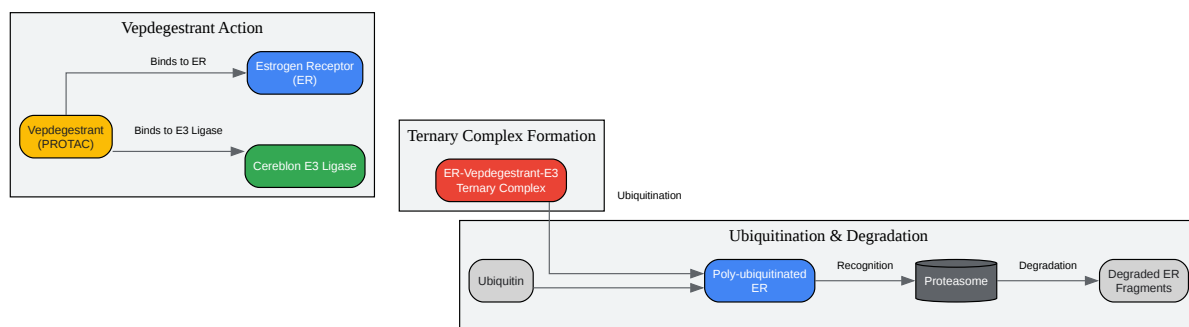 Vepdegestrant Action
Binds to ER
Estrogen Receptor
(ER)
Vepdegestrant
(PROTAC)
Binds to E3 Ligase
Cereblon E3 Ligase
Ternary Complex Formation
ER-Vepdegestrant-E3
Ternary Complex
Ubiquitination
Ubiquitination & Degradation
Ubiquitin
Poly-ubiquitinated
ER
Recognition
Proteasome
Degradation
Degraded ER
Fragments